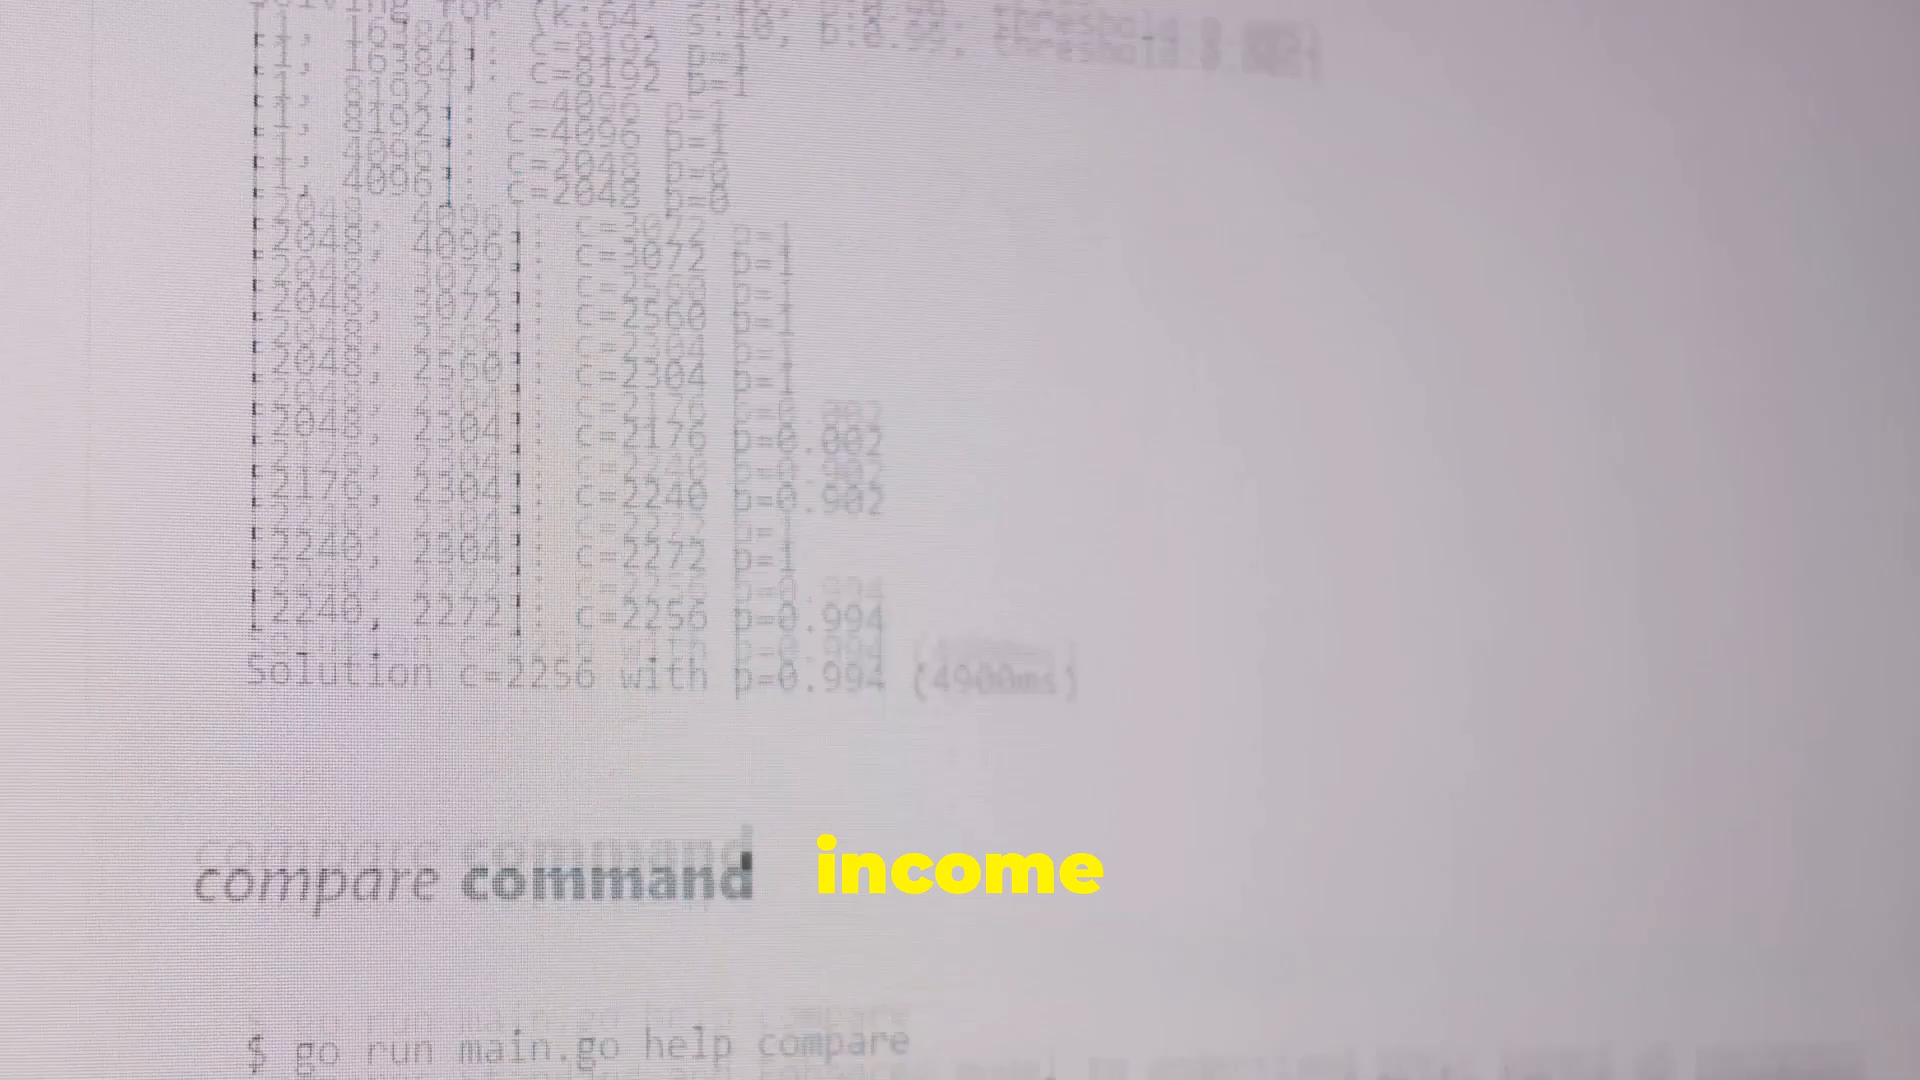 [1, 16384]: c=8192 p=1
[1, 8192]: c=4096 p=1
[1, 4096]: c=2048 p=0
[2048, 4096]: c=3072 p=1
[2048, 3072]: c=2560 p=1
[2048, 2560]: c=2304 p=1
[2048, 2304]: c=2176 p=0.002
[2176, 2304]: c=2240 p=0.902
[2240, 2304]: c=2272 p=1
[2240, 2272]: c=2256 p=0.994
Solution c=2256 with p=0.994 (4900ms)
compare command
income
$ go run main.go help compare